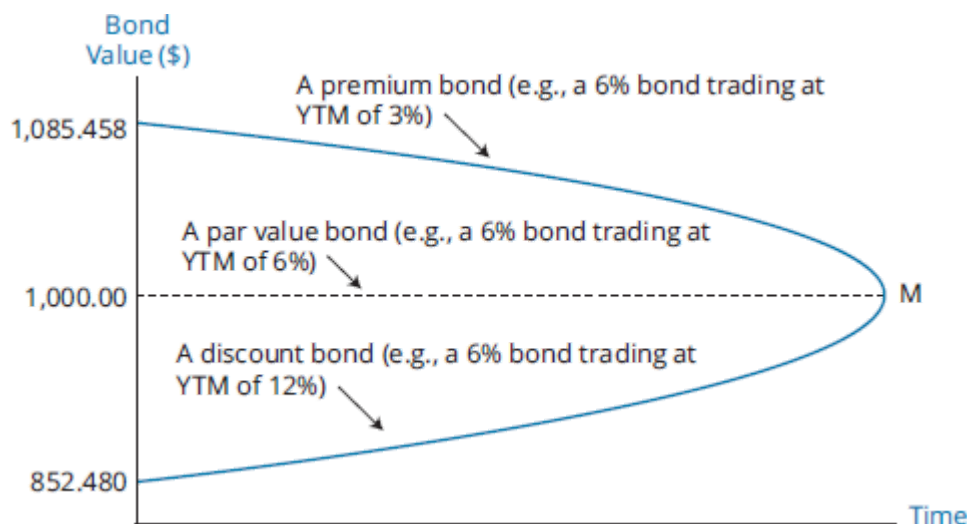 Bond
Value ($)
A premium bond (e.g., a 6% bond trading at
YTM of 3%)
1,085.458
A par value bond (e.g., a 6% bond trading at
YTM of 6%)
1,000.00
M
A discount bond (e.g., a 6% bond trading at
YTM of 12%)
852.480
Time